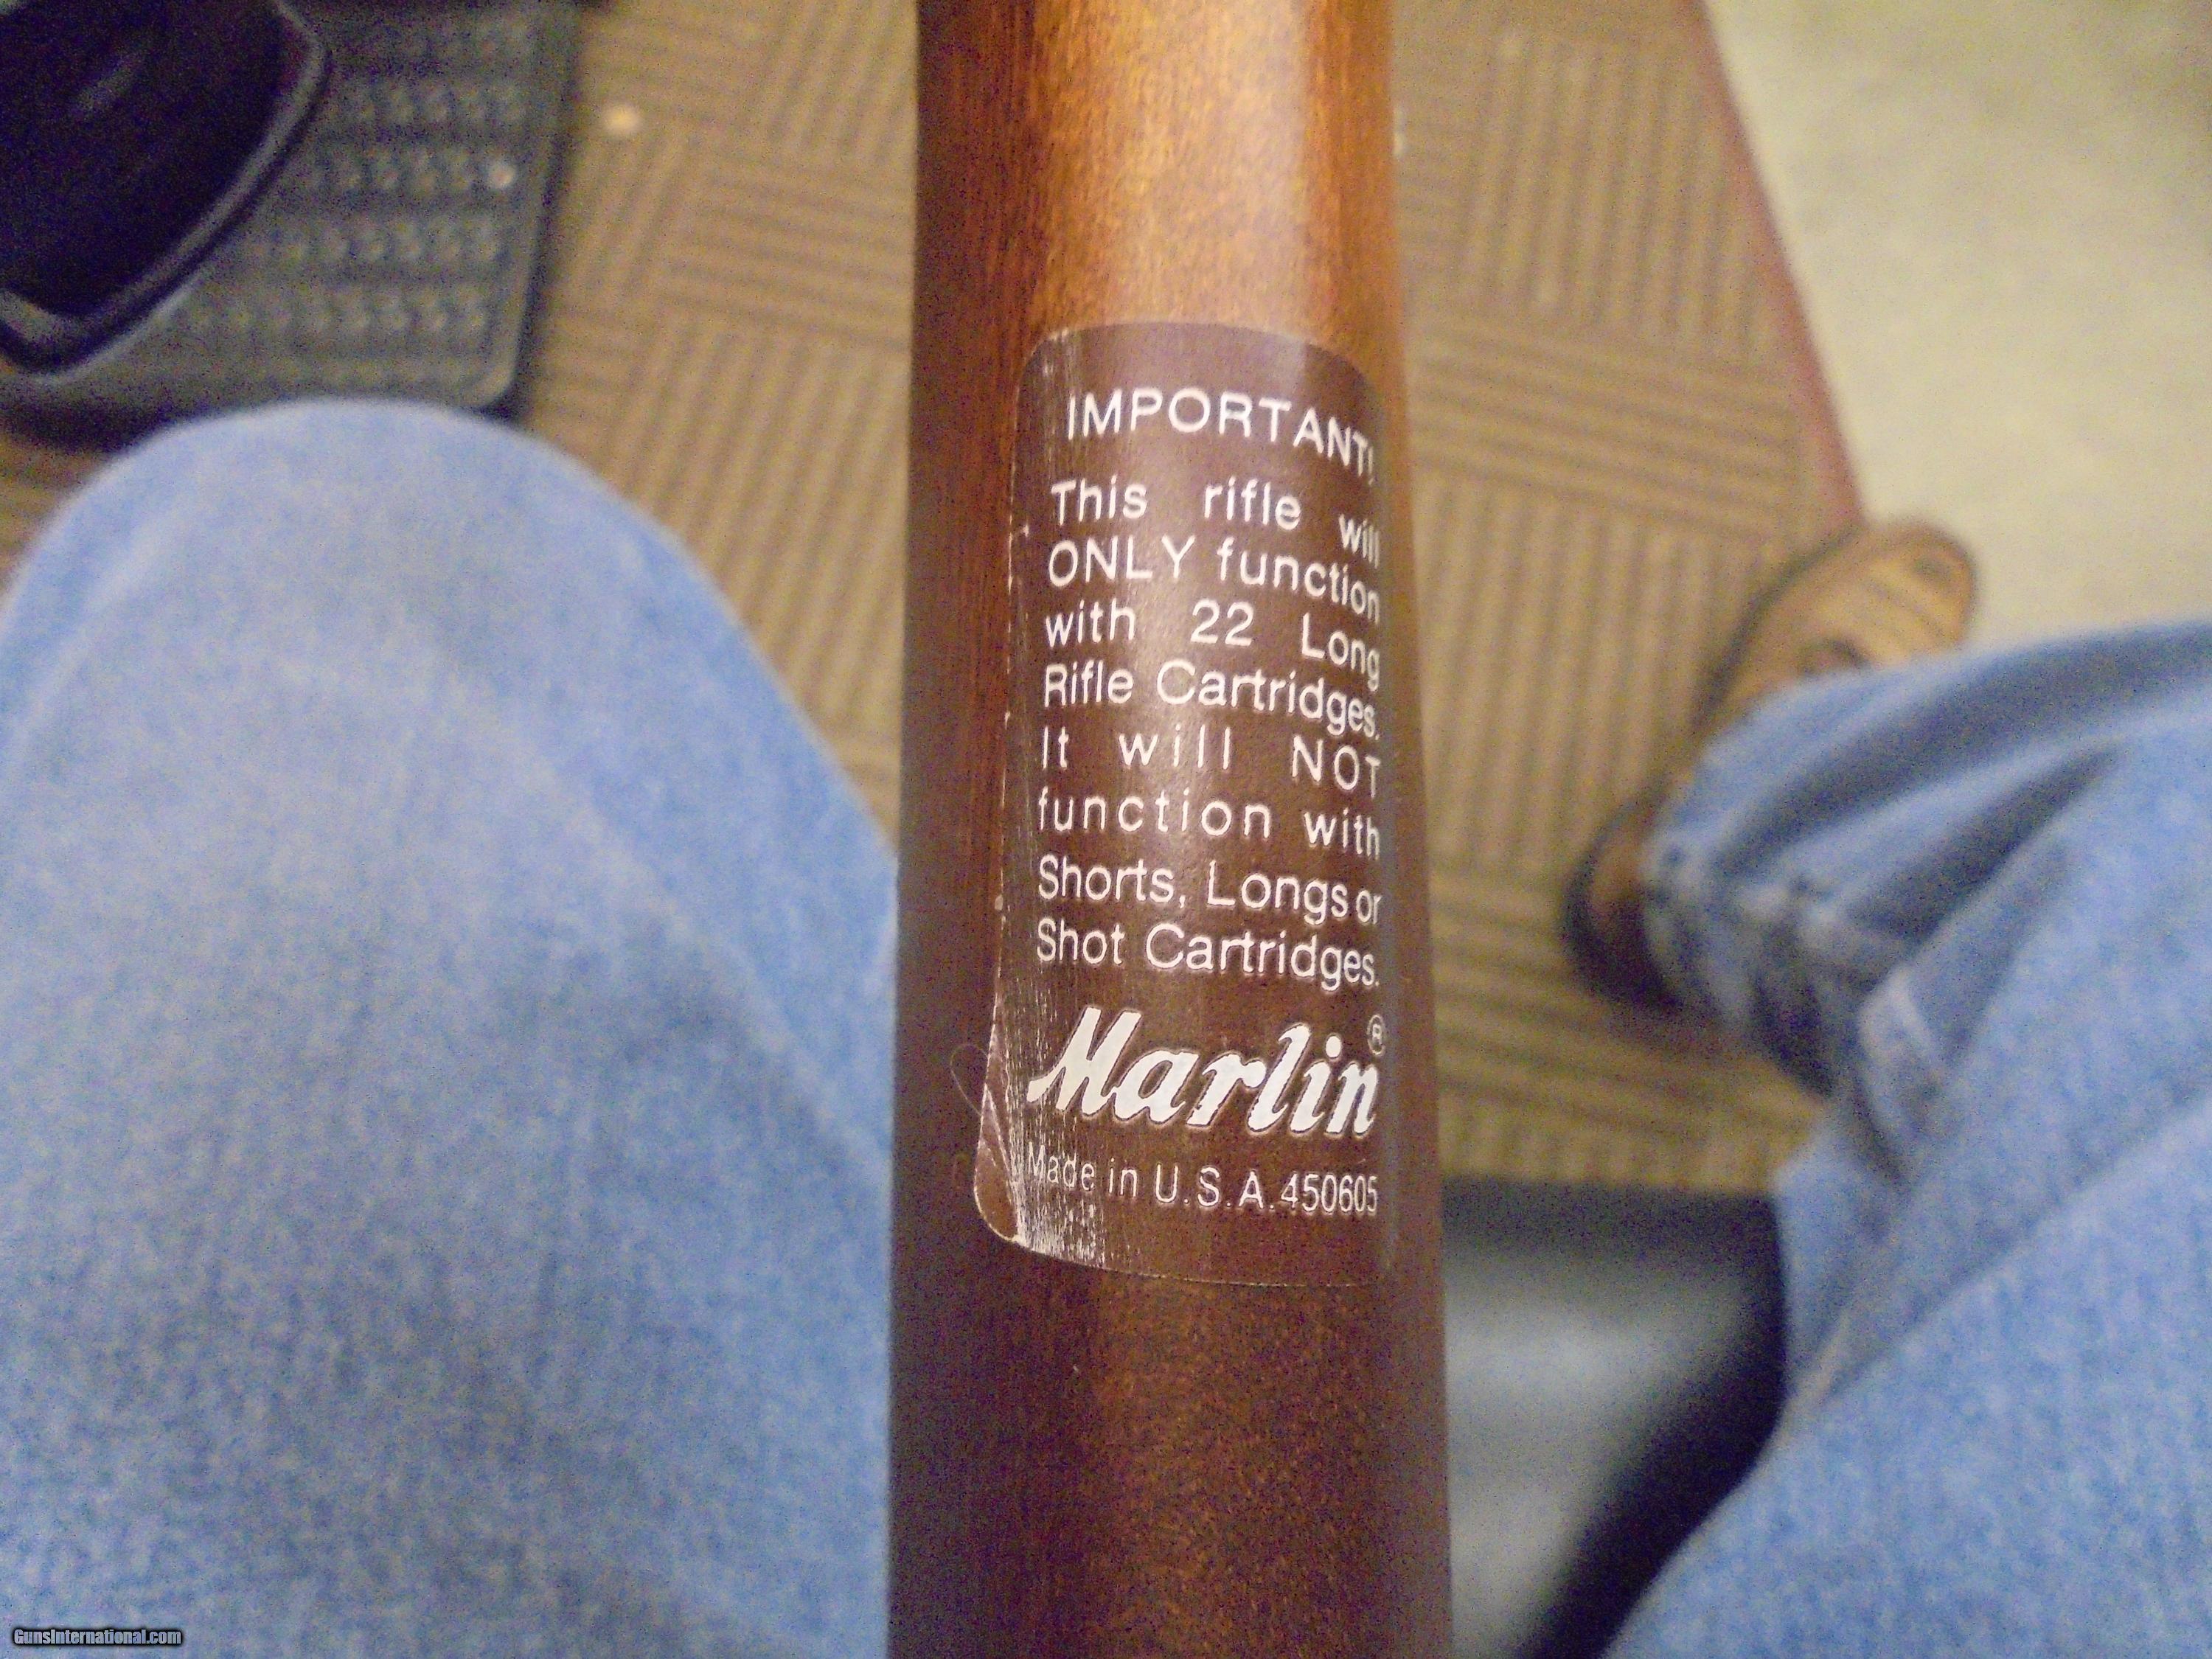 IMPORTANT!
This rifle will
ONLY function
with 22 Long
Rifle Cartridges.
It will NOT
function with
Shorts, Longs or
Shot Cartridges.
Marlin®
Made in U.S.A. 450605
GunsInternational.com